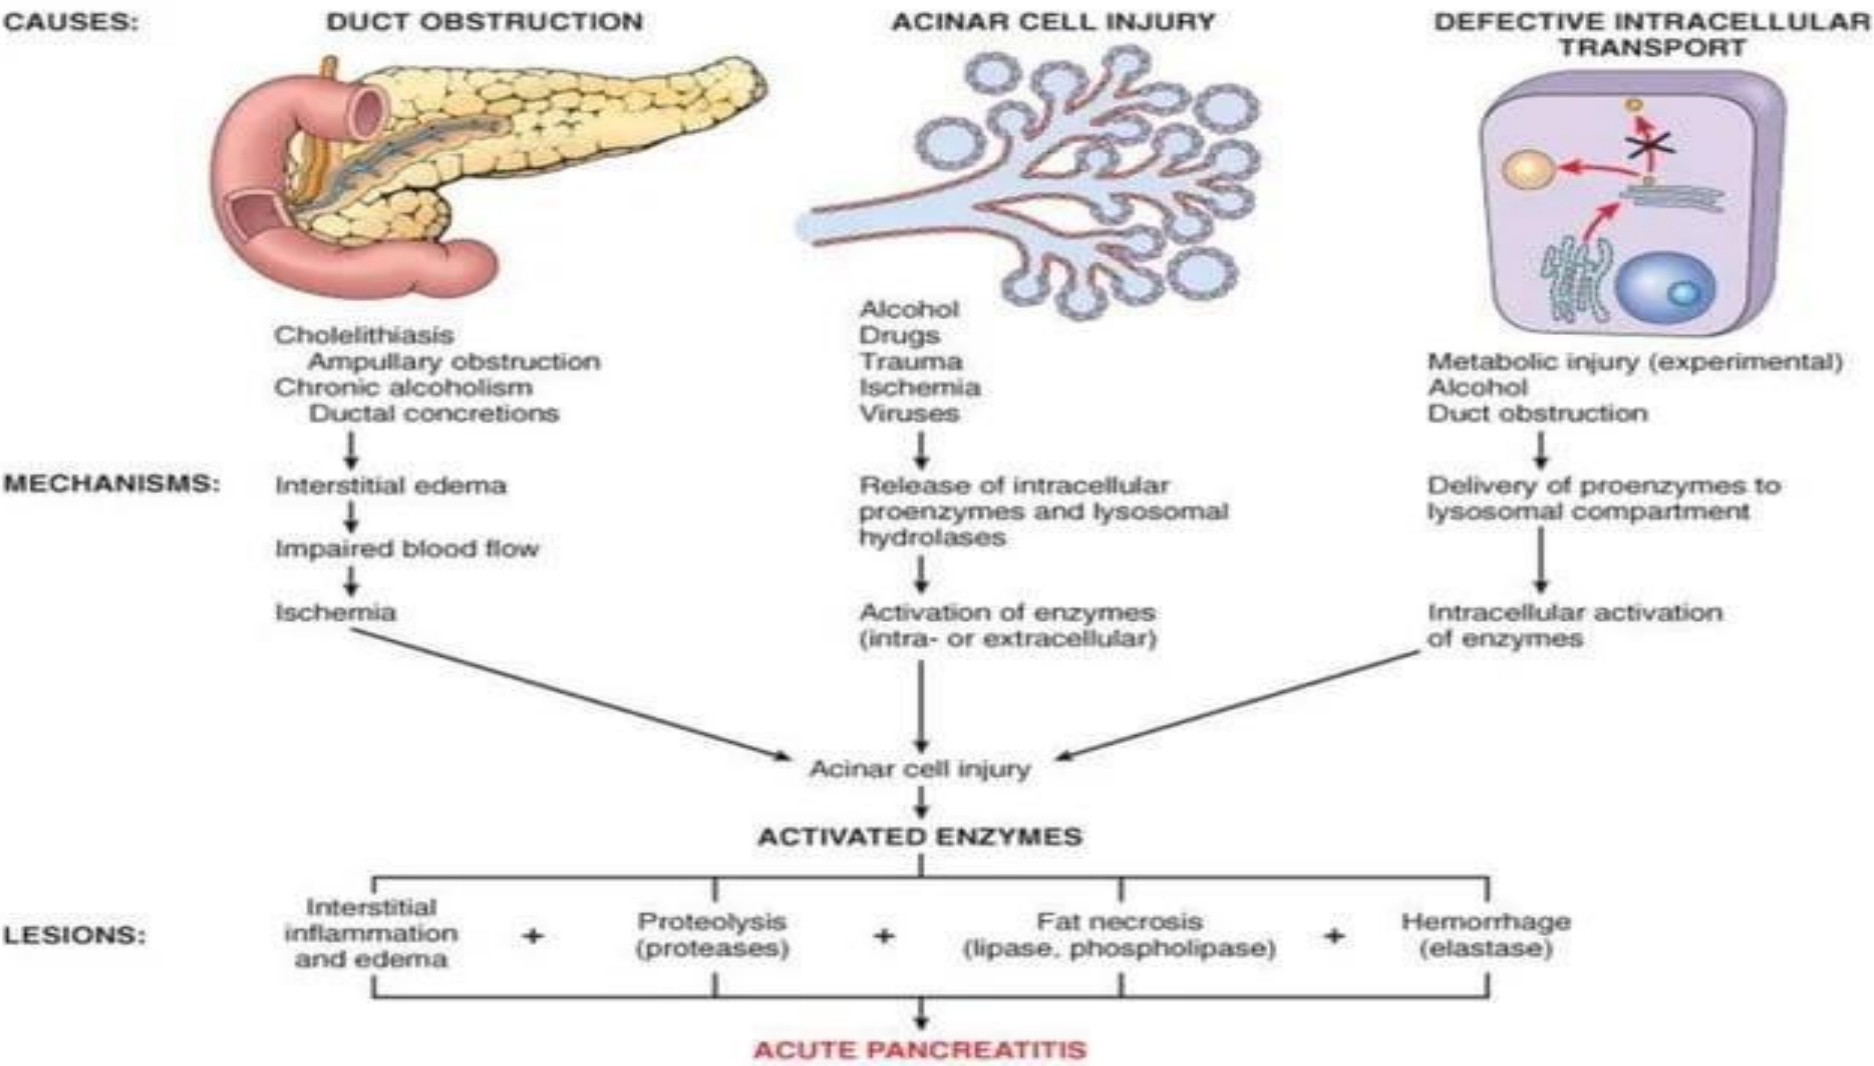 CAUSES:
DUCT OBSTRUCTION
ACINAR CELL INJURY
DEFECTIVE INTRACELLULAR
TRANSPORT
Cholelithiasis
Ampullary obstruction
Chronic alcoholism
Ductal concretions
Alcohol
Drugs
Trauma
Ischemia
Viruses
Metabolic injury (experimental)
Alcohol
Duct obstruction
MECHANISMS:
Interstitial edema
Impaired blood flow
Ischemia
Release of intracellular
proenzymes and lysosomal
hydrolases
Activation of enzymes
(intra- or extracellular)
Delivery of proenzymes to
lysosomal compartment
Intracellular activation
of enzymes
Acinar cell injury
ACTIVATED ENZYMES
LESIONS:
Interstitial
inflammation
and edema
+
Proteolysis
(proteases)
+
Fat necrosis
(lipase, phospholipase)
+
Hemorrhage
(elastase)
ACUTE PANCREATITIS